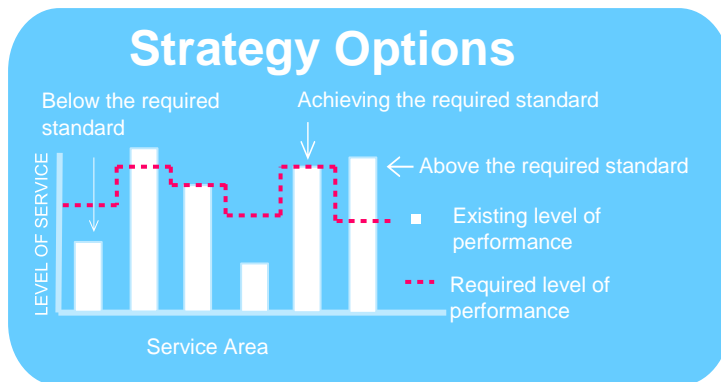 Strategy Options
Below the required
standard
Achieving the required standard
Above the required standard
LEVEL OF SERVICE
Existing level of
performance
Required level of
performance
Service Area